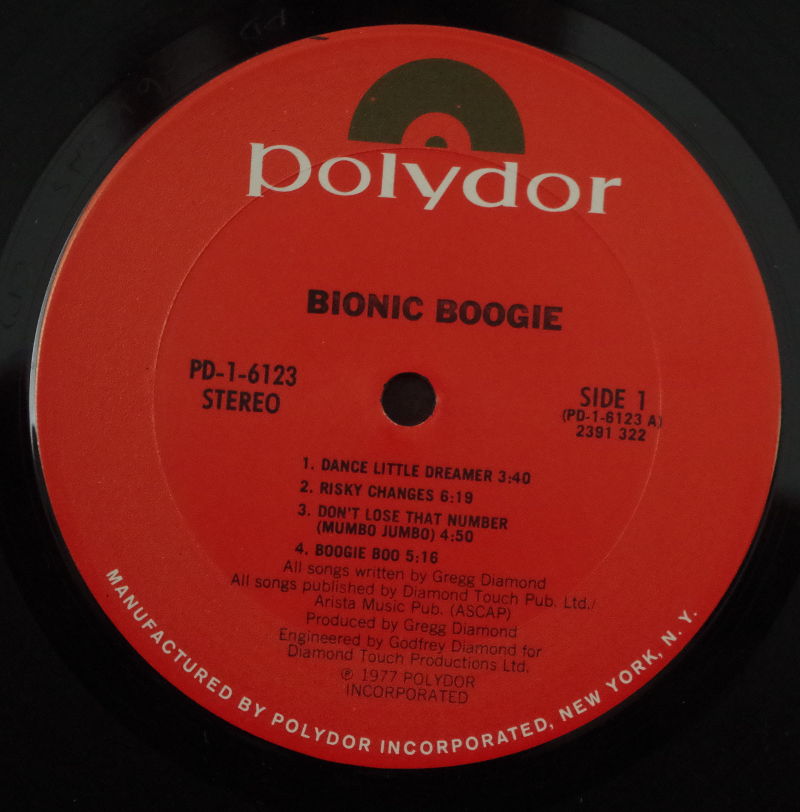 polydor
BIONIC BOOGIE
PD-1-6123
STEREO
SIDE 1
(PD-1-6123 A)
2391 322
1. DANCE LITTLE DREAMER 3:40
2. RISKY CHANGES 6:19
3. DON'T LOSE THAT NUMBER
(MUMBO JUMBO) 4:50
4. BOOGIE BOO 5:16
All songs written by Gregg Diamond
All songs published by Diamond Touch Pub. Ltd./
Arista Music Pub. (ASCAP)
Produced by Gregg Diamond
Engineered by Godfrey Diamond for
Diamond Touch Productions Ltd.
℗ 1977 POLYDOR
INCORPORATED
MANUFACTURED BY POLYDOR INCORPORATED, NEW YORK, N. Y.